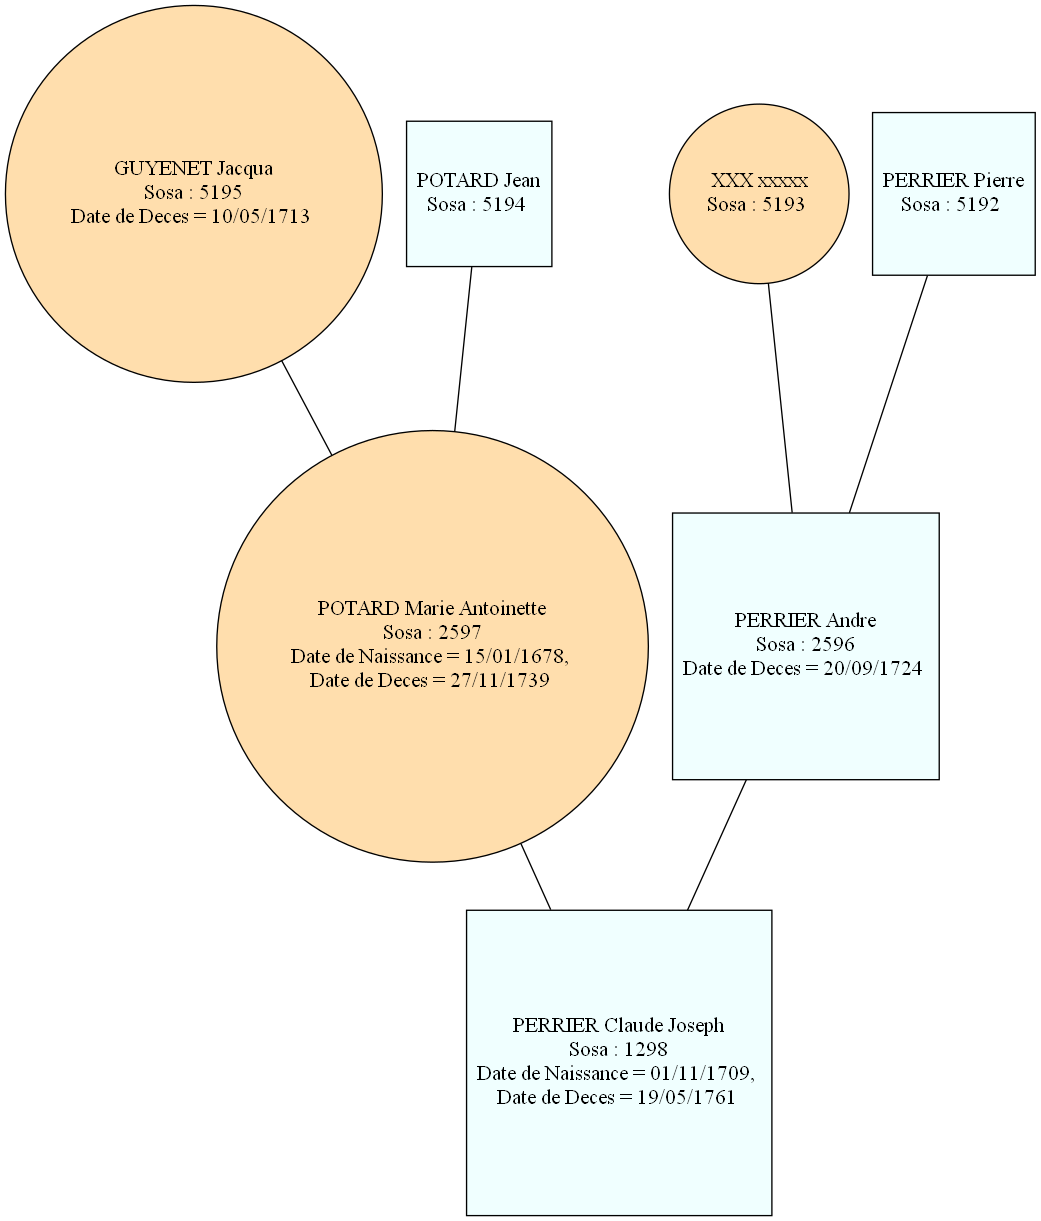 GUYENET Jacqua
Sosa : 5195
Date de Deces = 10/05/1713
POTARD Jean
Sosa : 5194
XXX xxxxx
Sosa : 5193
PERRIER Pierre
Sosa : 5192
POTARD Marie Antoinette
Sosa : 2597
Date de Naissance = 15/01/1678,
Date de Deces = 27/11/1739
PERRIER Andre
Sosa : 2596
Date de Deces = 20/09/1724
PERRIER Claude Joseph
Sosa : 1298
Date de Naissance = 01/11/1709,
Date de Deces = 19/05/1761